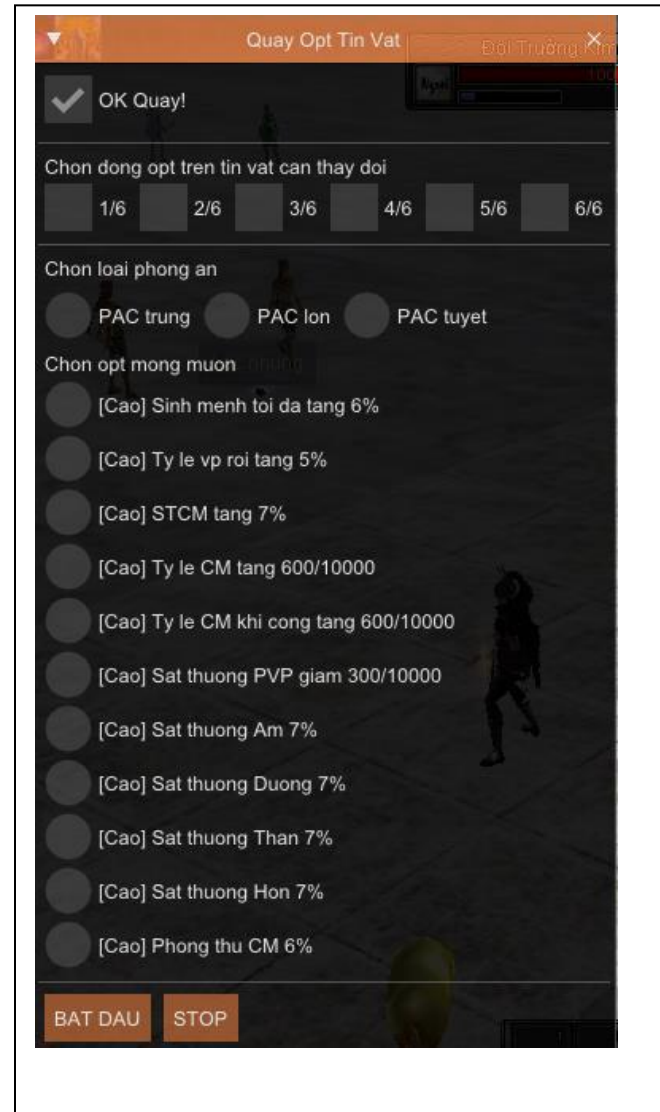 Quay Opt Tin Vat
Đội Trưởng Kim
OK Quay!
Chon dong opt tren tin vat can thay doi
1/6 2/6 3/6 4/6 5/6 6/6
Chon loai phong an
PAC trung PAC lon PAC tuyet
Chon opt mong muon
[Cao] Sinh menh toi da tang 6%
[Cao] Ty le vp roi tang 5%
[Cao] STCM tang 7%
[Cao] Ty le CM tang 600/10000
[Cao] Ty le CM khi cong tang 600/10000
[Cao] Sat thuong PVP giam 300/10000
[Cao] Sat thuong Am 7%
[Cao] Sat thuong Duong 7%
[Cao] Sat thuong Than 7%
[Cao] Sat thuong Hon 7%
[Cao] Phong thu CM 6%
BAT DAU STOP